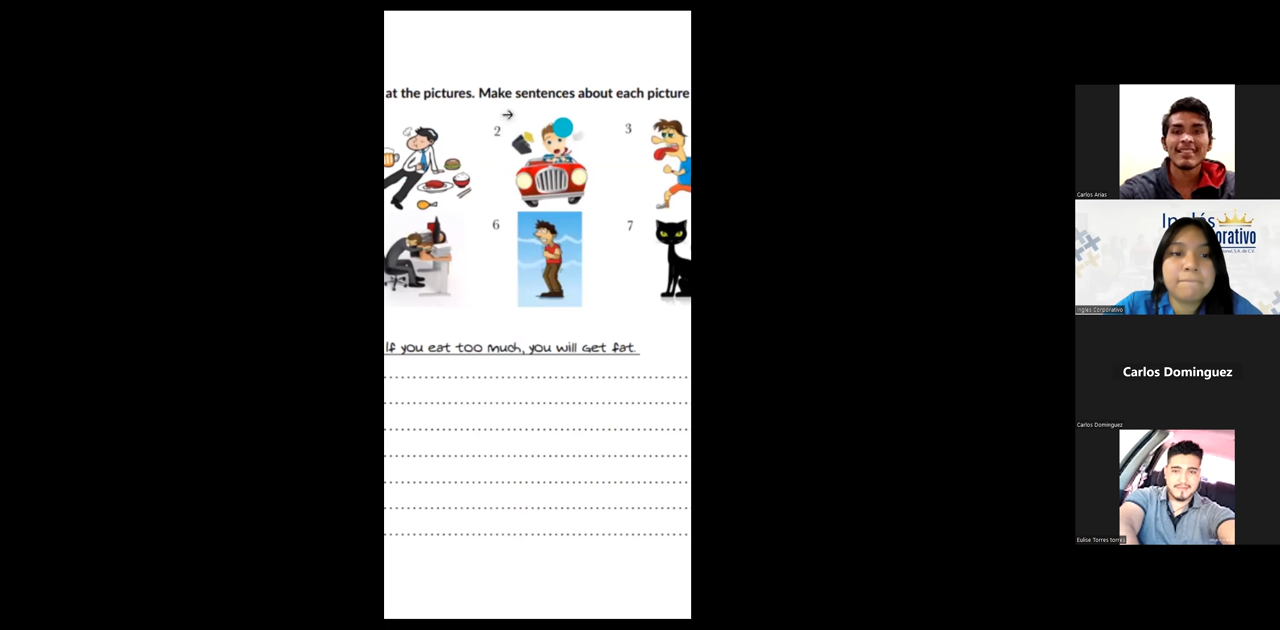 at the pictures. Make sentences about each picture
2
3
6
7
If you eat too much, you will get fat.
Carlos Arias
Inglés
Ingles Corporativo
Carlos Dominguez
Carlos Dominguez
Eulise Torres torres